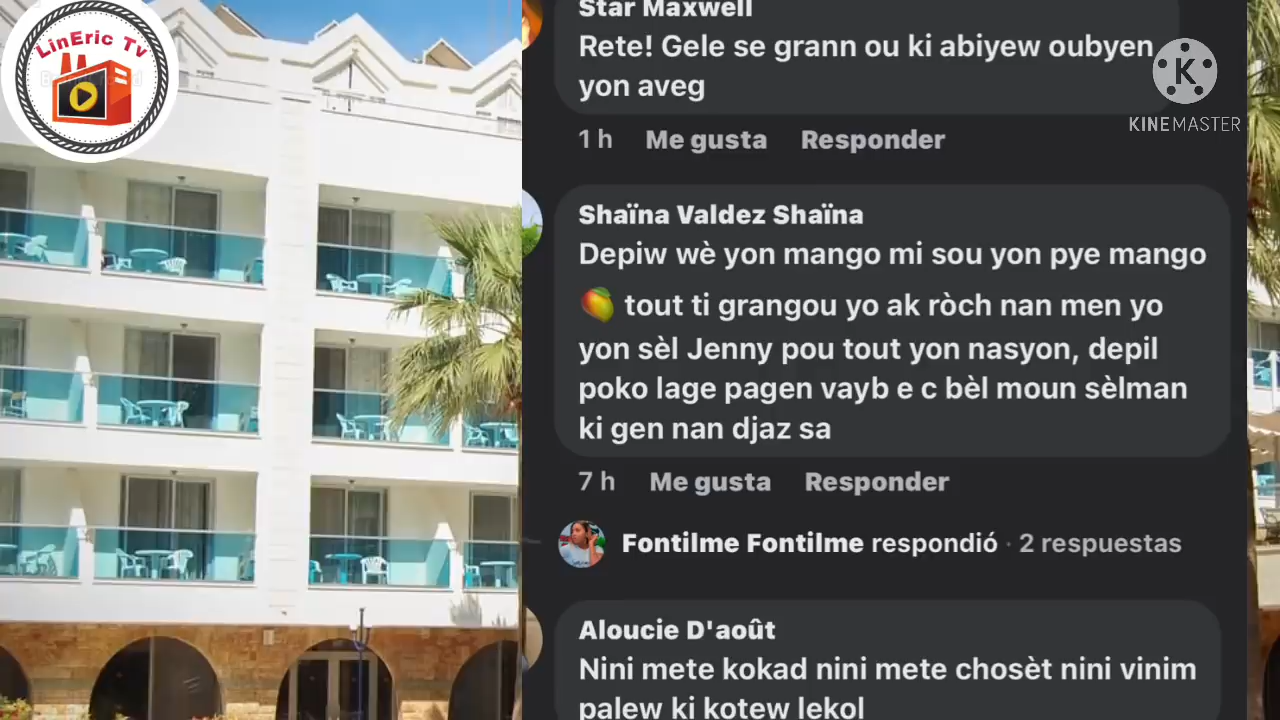 LinEric Tv
Star Maxwell
Rete! Gele se grann ou ki abiyew oubyen
yon aveg
1 h Me gusta Responder
KINEMASTER
Shaïna Valdez Shaïna
Depiw wè yon mango mi sou yon pye mango
🥭 tout ti grangou yo ak ròch nan men yo
yon sèl Jenny pou tout yon nasyon, depil
poko lage pagen vayb e c bèl moun sèlman
ki gen nan djaz sa
7 h Me gusta Responder
Fontilme Fontilme respondió · 2 respuestas
Aloucie D'août
Nini mete kokad nini mete chosèt nini vinim
palew ki kotew lekol